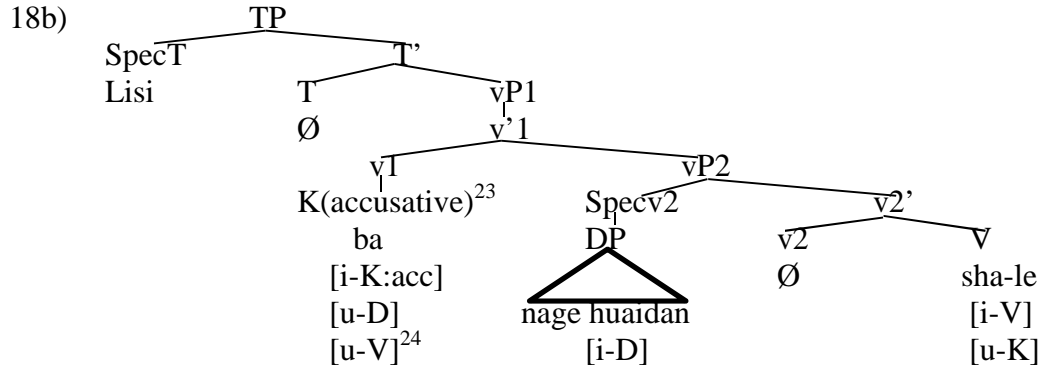 18b) TP
SpecT T’
Lisi T vP1
Ø v’1
v1 vP2
K(accusative)23 Specv2 v2’
ba DP v2 V
[i-K:acc] Ø sha-le
[u-D] nage huaidan [i-V]
[u-V]24 [i-D] [u-K]